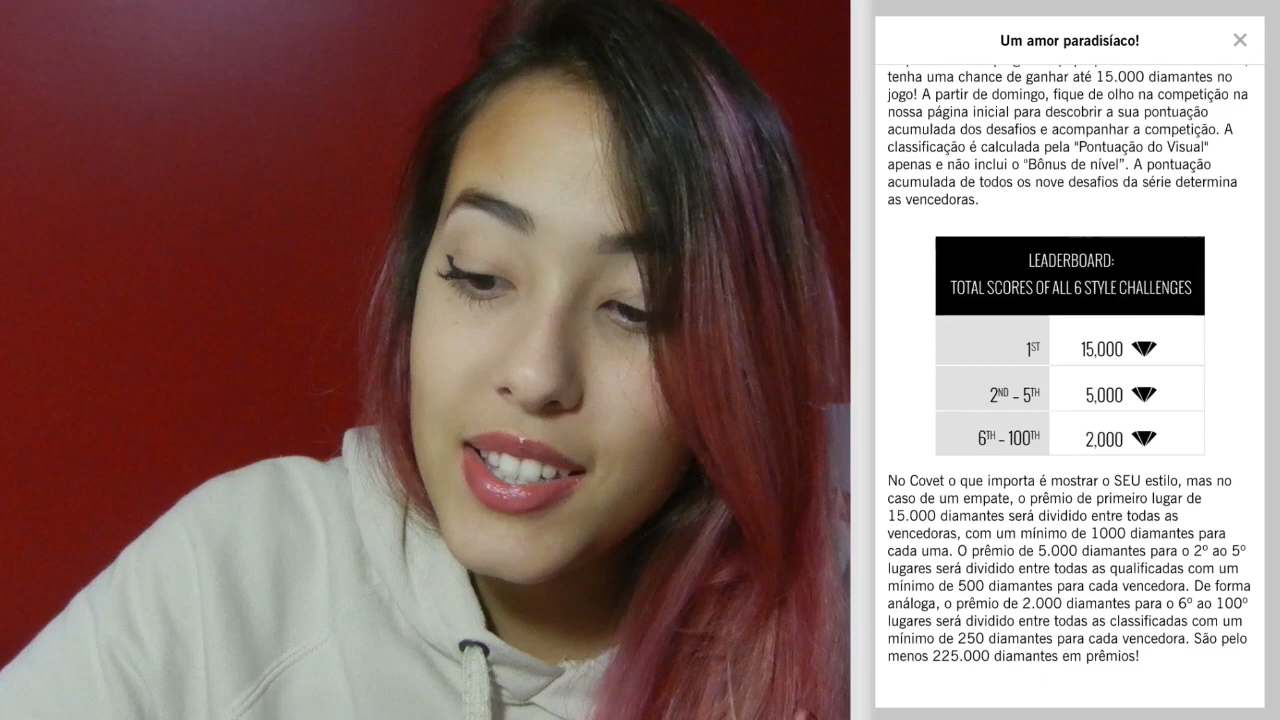 Um amor paradisíaco!
tenha uma chance de ganhar até 15.000 diamantes no
jogo! A partir de domingo, fique de olho na competição na
nossa página inicial para descobrir a sua pontuação
acumulada dos desafios e acompanhar a competição. A
classificação é calculada pela "Pontuação do Visual"
apenas e não inclui o "Bônus de nível”. A pontuação
acumulada de todos os nove desafios da série determina
as vencedoras.
LEADERBOARD:
TOTAL SCORES OF ALL 6 STYLE CHALLENGES
1ST 15,000
2ND - 5TH 5,000
6TH - 100TH 2,000
No Covet o que importa é mostrar o SEU estilo, mas no
caso de um empate, o prêmio de primeiro lugar de
15.000 diamantes será dividido entre todas as
vencedoras, com um mínimo de 1000 diamantes para
cada uma. O prêmio de 5.000 diamantes para o 2º ao 5º
lugares será dividido entre todas as qualificadas com um
mínimo de 500 diamantes para cada vencedora. De forma
análoga, o prêmio de 2.000 diamantes para o 6º ao 100º
lugares será dividido entre todas as classificadas com um
mínimo de 250 diamantes para cada vencedora. São pelo
menos 225.000 diamantes em prêmios!